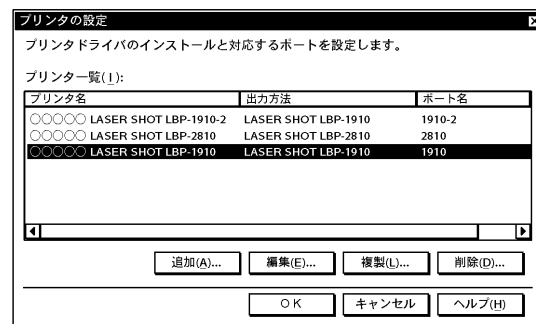 プリンタの設定
プリンタドライバのインストールと対応するポートを設定します。
プリンタ一覧(I):
プリンタ名 出力方法 ポート名
○○○○○ LASER SHOT LBP-1910-2 LASER SHOT LBP-1910 1910-2
○○○○○ LASER SHOT LBP-2810 LASER SHOT LBP-2810 2810
○○○○○ LASER SHOT LBP-1910 LASER SHOT LBP-1910 1910
追加(A)... 編集(E)... 複製(L)... 削除(D)...
OK キャンセル ヘルプ(H)